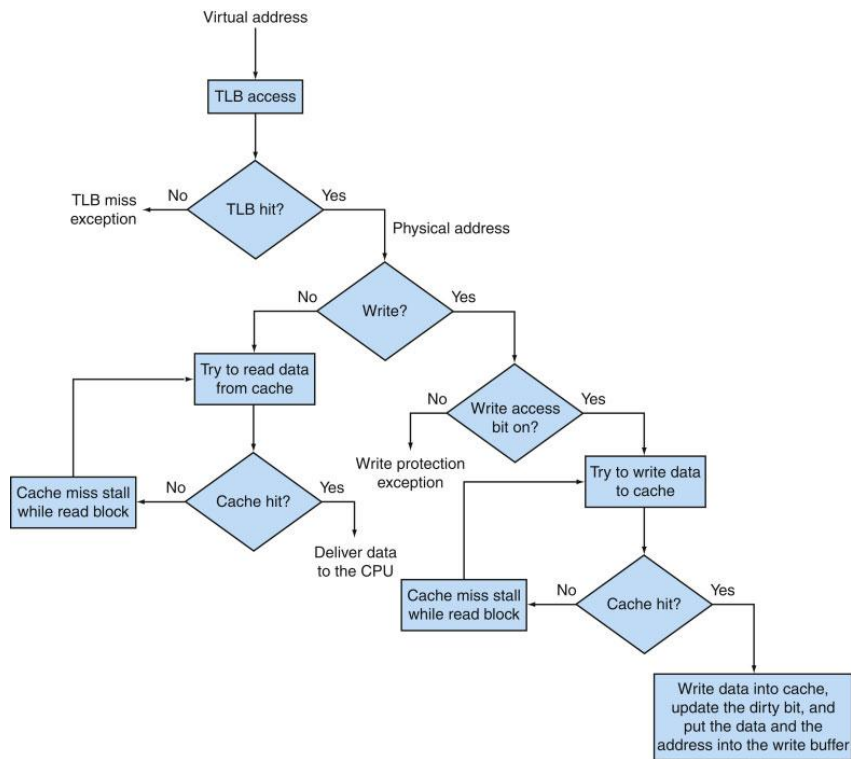 Virtual address
TLB access
TLB hit?
No
Yes
TLB miss
exception
Physical address
Write?
No
Yes
Try to read data
from cache
Write access
bit on?
No
Yes
Write protection
exception
Try to write data
to cache
Cache miss stall
while read block
No
Cache hit?
Yes
Deliver data
to the CPU
Cache miss stall
while read block
No
Cache hit?
Yes
Write data into cache,
update the dirty bit, and
put the data and the
address into the write buffer